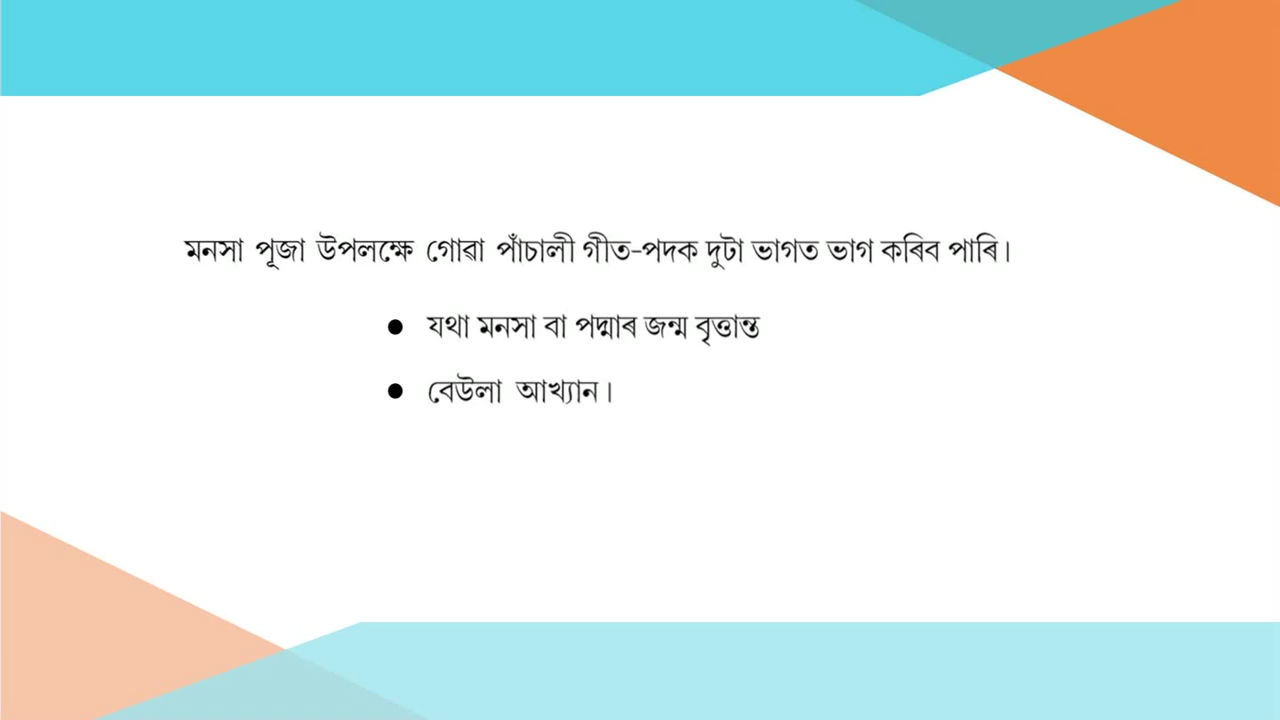 মনসা পূজা উপলক্ষে গোৱা পাঁচালী গীত-পদক দুটা ভাগত ভাগ কৰিব পাৰি।
● যথা মনসা বা পদ্মাৰ জন্ম বৃত্তান্ত
● বেউলা আখ্যান।